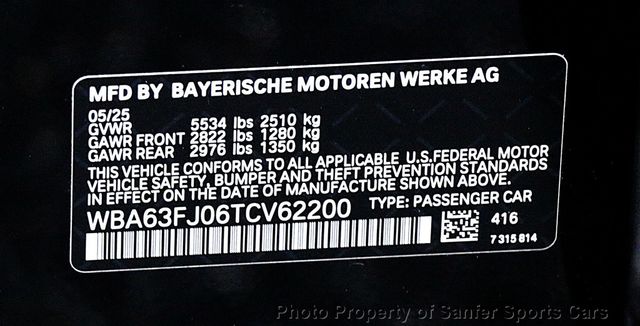 MFD BY BAYERISCHE MOTOREN WERKE AG
05/25
GVWR 5534 lbs 2510 kg
GAWR FRONT 2822 lbs 1280 kg
GAWR REAR 2976 lbs 1350 kg
THIS VEHICLE CONFORMS TO ALL APPLICABLE U.S.FEDERAL MOTOR
VEHICLE SAFETY, BUMPER AND THEFT PREVENTION STANDARDS
IN EFFECT ON THE DATE OF MANUFACTURE SHOWN ABOVE.
WBA63FJ06TCV62200 TYPE: PASSENGER CAR
416
7 315 814
Photo Property of Sanfer Sports Cars